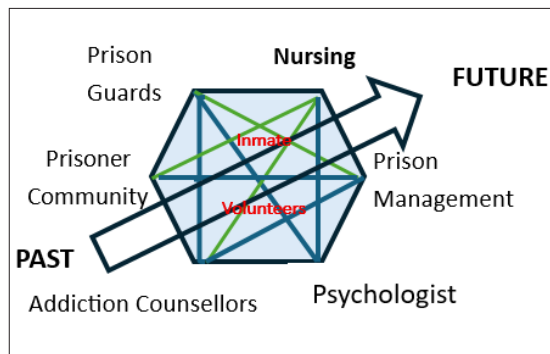 Prison
Guards
Nursing
FUTURE
Inmate
Prisoner
Community
Prison
Management
Volunteers
PAST
Addiction Counsellors
Psychologist